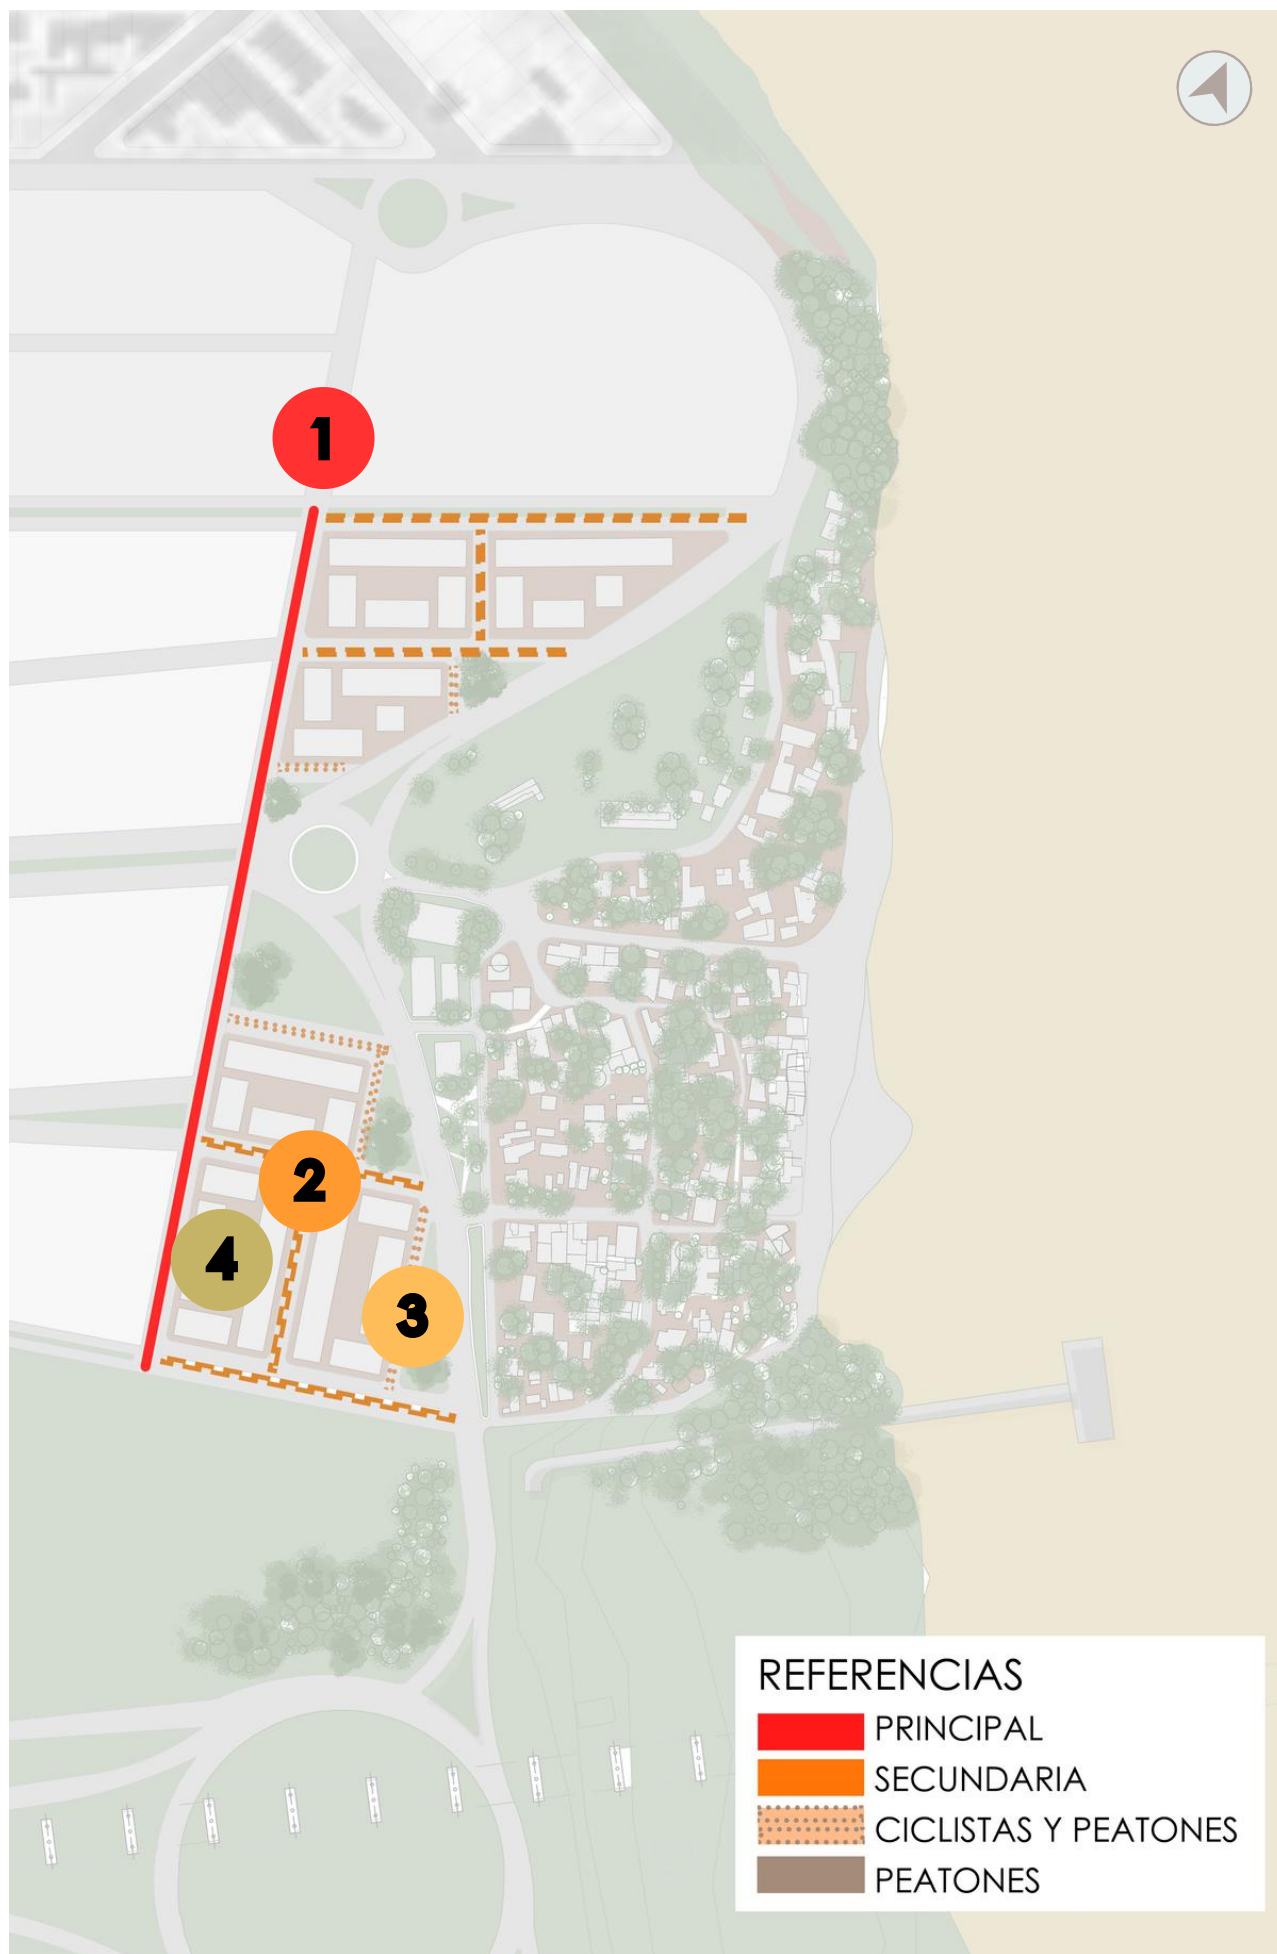 1
2
4
3
REFERENCIAS
PRINCIPAL
SECUNDARIA
CICLISTAS Y PEATONES
PEATONES